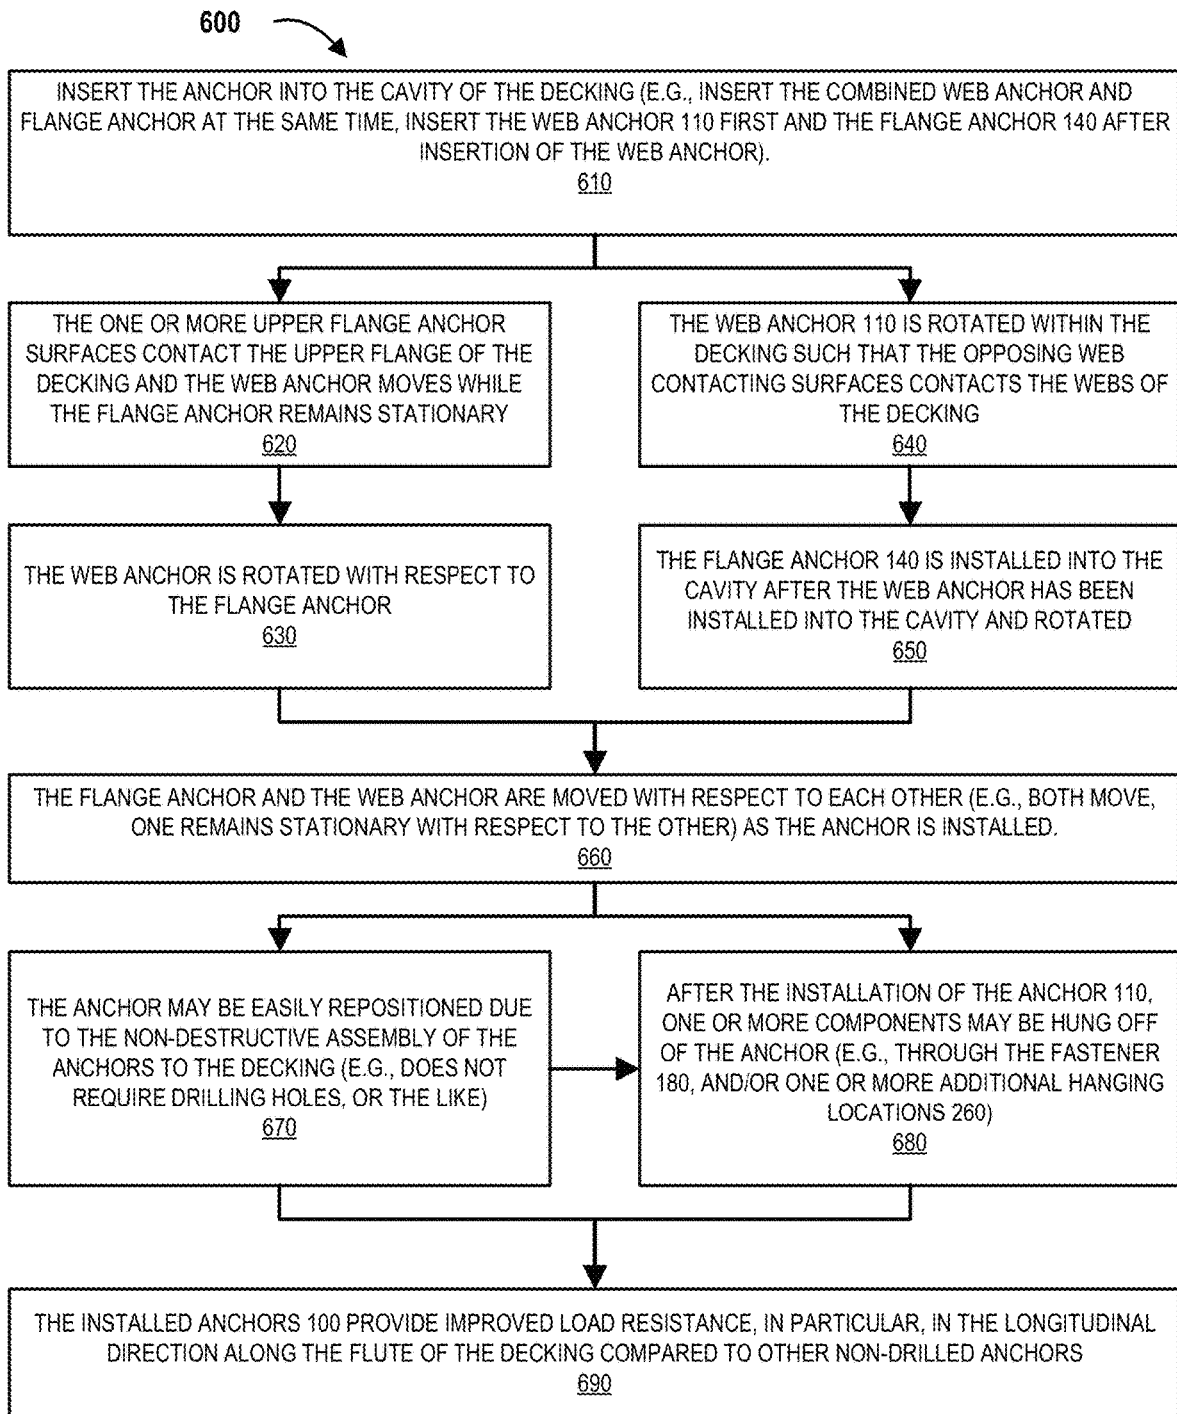 600
INSERT THE ANCHOR INTO THE CAVITY OF THE DECKING (E.G., INSERT THE COMBINED WEB ANCHOR AND
FLANGE ANCHOR AT THE SAME TIME, INSERT THE WEB ANCHOR 110 FIRST AND THE FLANGE ANCHOR 140 AFTER
INSERTION OF THE WEB ANCHOR).
610
THE ONE OR MORE UPPER FLANGE ANCHOR
SURFACES CONTACT THE UPPER FLANGE OF THE
DECKING AND THE WEB ANCHOR MOVES WHILE
THE FLANGE ANCHOR REMAINS STATIONARY
620
THE WEB ANCHOR 110 IS ROTATED WITHIN THE
DECKING SUCH THAT THE OPPOSING WEB
CONTACTING SURFACES CONTACTS THE WEBS OF
THE DECKING
640
THE WEB ANCHOR IS ROTATED WITH RESPECT TO
THE FLANGE ANCHOR
630
THE FLANGE ANCHOR 140 IS INSTALLED INTO THE
CAVITY AFTER THE WEB ANCHOR HAS BEEN
INSTALLED INTO THE CAVITY AND ROTATED
650
THE FLANGE ANCHOR AND THE WEB ANCHOR ARE MOVED WITH RESPECT TO EACH OTHER (E.G., BOTH MOVE,
ONE REMAINS STATIONARY WITH RESPECT TO THE OTHER) AS THE ANCHOR IS INSTALLED.
660
THE ANCHOR MAY BE EASILY REPOSITIONED DUE
TO THE NON-DESTRUCTIVE ASSEMBLY OF THE
ANCHORS TO THE DECKING (E.G., DOES NOT
REQUIRE DRILLING HOLES, OR THE LIKE)
670
AFTER THE INSTALLATION OF THE ANCHOR 110,
ONE OR MORE COMPONENTS MAY BE HUNG OFF
OF THE ANCHOR (E.G., THROUGH THE FASTENER
180, AND/OR ONE OR MORE ADDITIONAL HANGING
LOCATIONS 260)
680
THE INSTALLED ANCHORS 100 PROVIDE IMPROVED LOAD RESISTANCE, IN PARTICULAR, IN THE LONGITUDINAL
DIRECTION ALONG THE FLUTE OF THE DECKING COMPARED TO OTHER NON-DRILLED ANCHORS
690